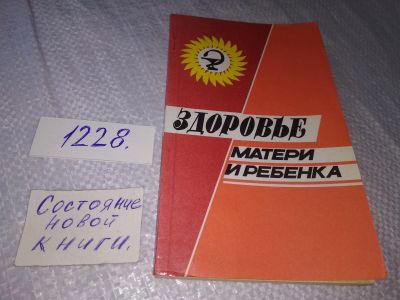 ЗДОРОВЬЕ
МАТЕРИ
И РЕБЕНКА
1228.
Состояние
новой
книги.